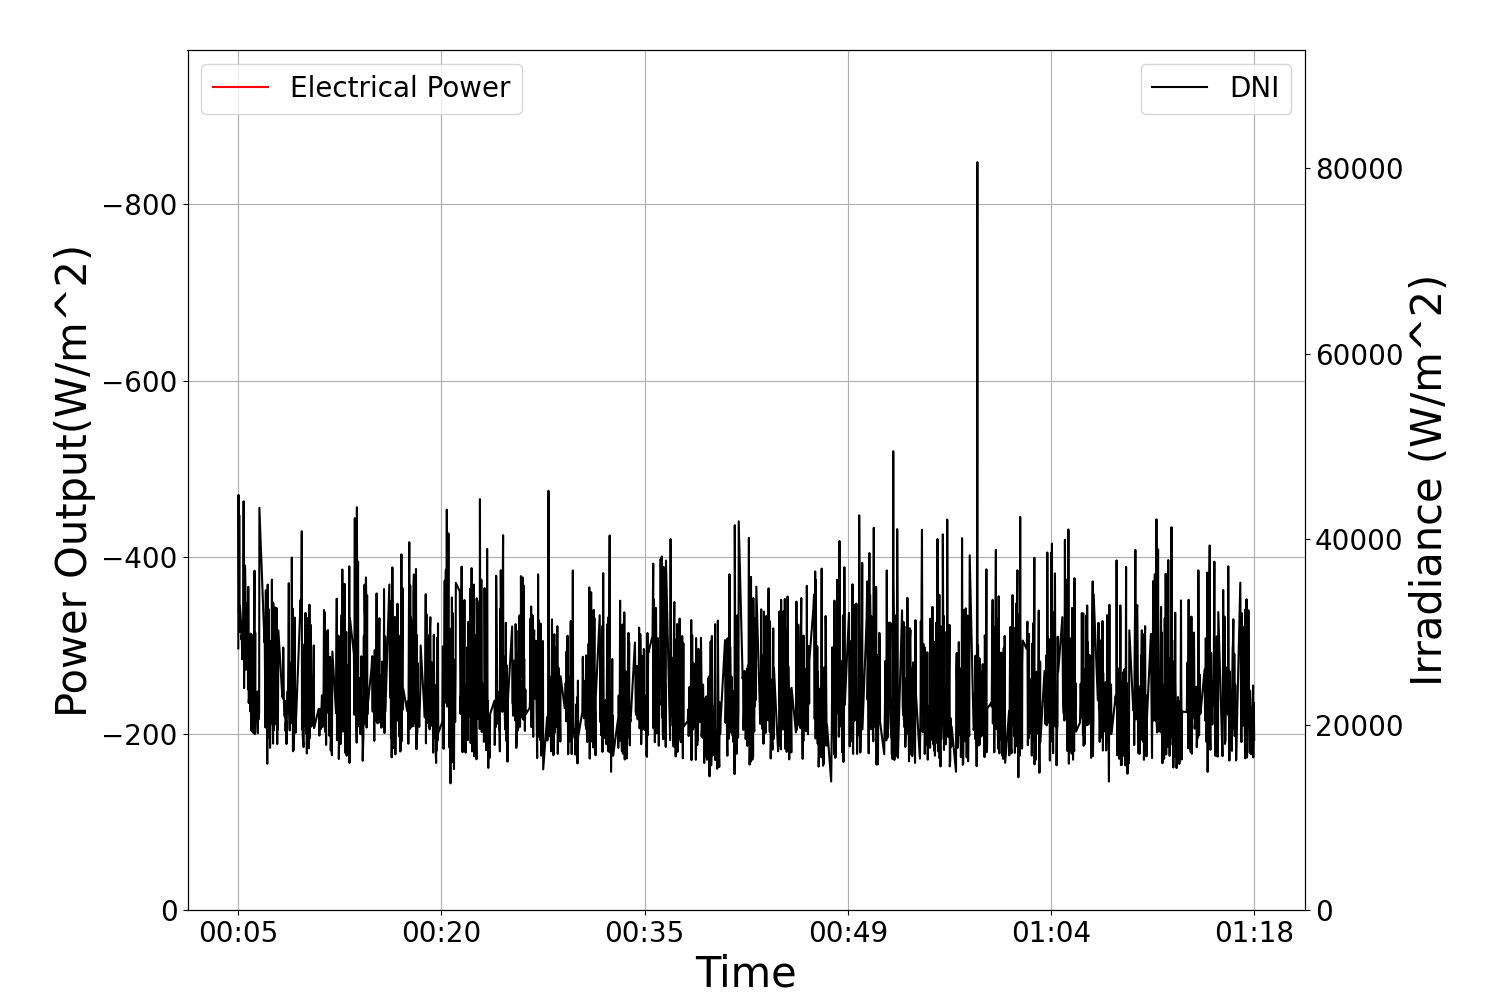 Electrical Power
DNI
Power Output(W/m^2)
−800
−600
−400
−200
0
80000
60000
40000
20000
0
Irradiance (W/m^2)
00:05 00:20 00:35 00:49 01:04 01:18
Time